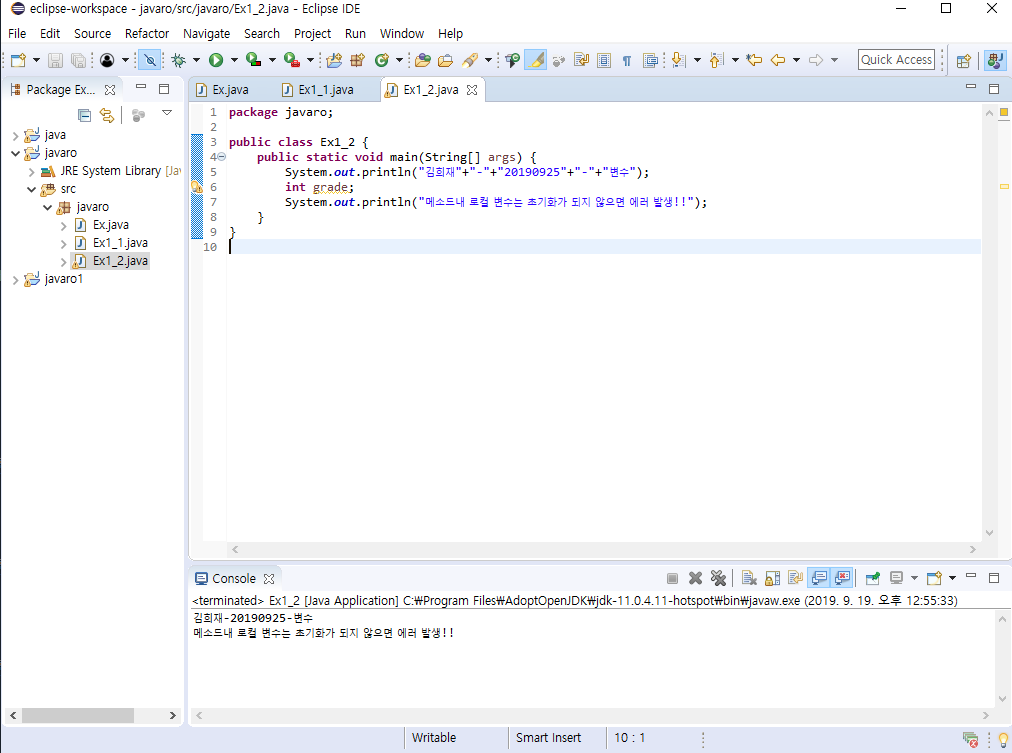 eclipse-workspace - javaro/src/javaro/Ex1_2.java - Eclipse IDE
File Edit Source Refactor Navigate Search Project Run Window Help
Quick Access
Package Ex...
java
javaro
JRE System Library [Jav
src
javaro
Ex.java
Ex1_1.java
Ex1_2.java
javaro1
Ex.java Ex1_1.java Ex1_2.java
1 package javaro;
2
3 public class Ex1_2 {
4 public static void main(String[] args) {
5 System.out.println("김희재"+"-"+"20190925"+"-"+"변수");
6 int grade;
7 System.out.println("메소드내 로컬 변수는 초기화가 되지 않으면 에러 발생!!");
8 }
9 }
10
Console
<terminated> Ex1_2 [Java Application] C:₩Program Files₩AdoptOpenJDK₩jdk-11.0.4.11-hotspot₩bin₩javaw.exe (2019. 9. 19. 오후 12:55:33)
김희재-20190925-변수
메소드내 로컬 변수는 초기화가 되지 않으면 에러 발생!!
Writable Smart Insert 10 : 1